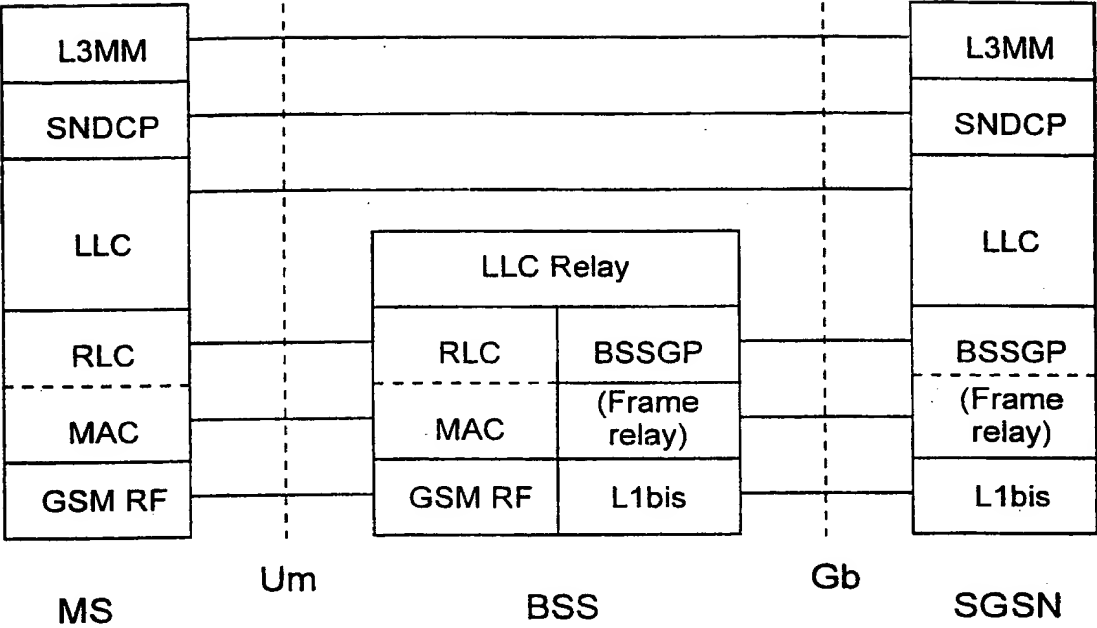 L3MM
SNDCP
LLC
RLC
MAC
GSM RF
MS
Um
LLC Relay
RLC
BSSGP
MAC
(Frame
relay)
GSM RF
L1bis
BSS
Gb
L3MM
SNDCP
LLC
BSSGP
(Frame
relay)
L1bis
SGSN